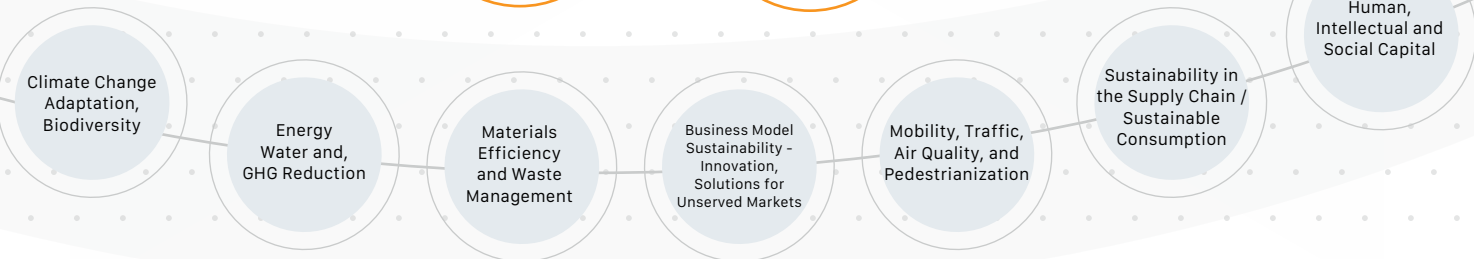 Climate Change
Adaptation,
Biodiversity
Energy
Water and,
GHG Reduction
Materials
Efficiency
and Waste
Management
Business Model
Sustainability -
Innovation,
Solutions for
Unserved Markets
Mobility, Traffic,
Air Quality, and
Pedestrianization
Sustainability in
the Supply Chain /
Sustainable
Consumption
Human,
Intellectual and
Social Capital